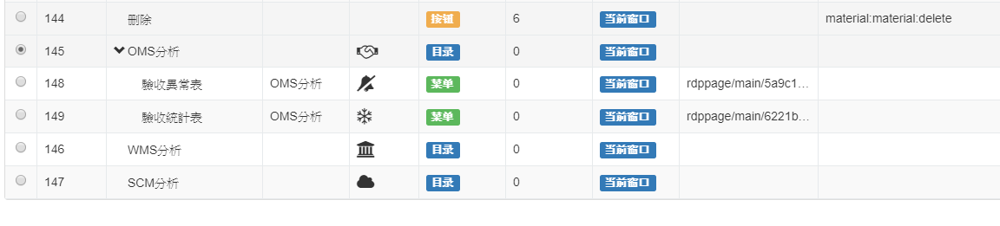 144 删除 按钮 6 当前窗口 material:material:delete
145 OMS分析 目录 0 当前窗口
148 驗收異常表 OMS分析 菜单 0 当前窗口 rdppage/main/5a9c1...
149 驗收統計表 OMS分析 菜单 0 当前窗口 rdppage/main/6221b...
146 WMS分析 目录 0 当前窗口
147 SCM分析 目录 0 当前窗口